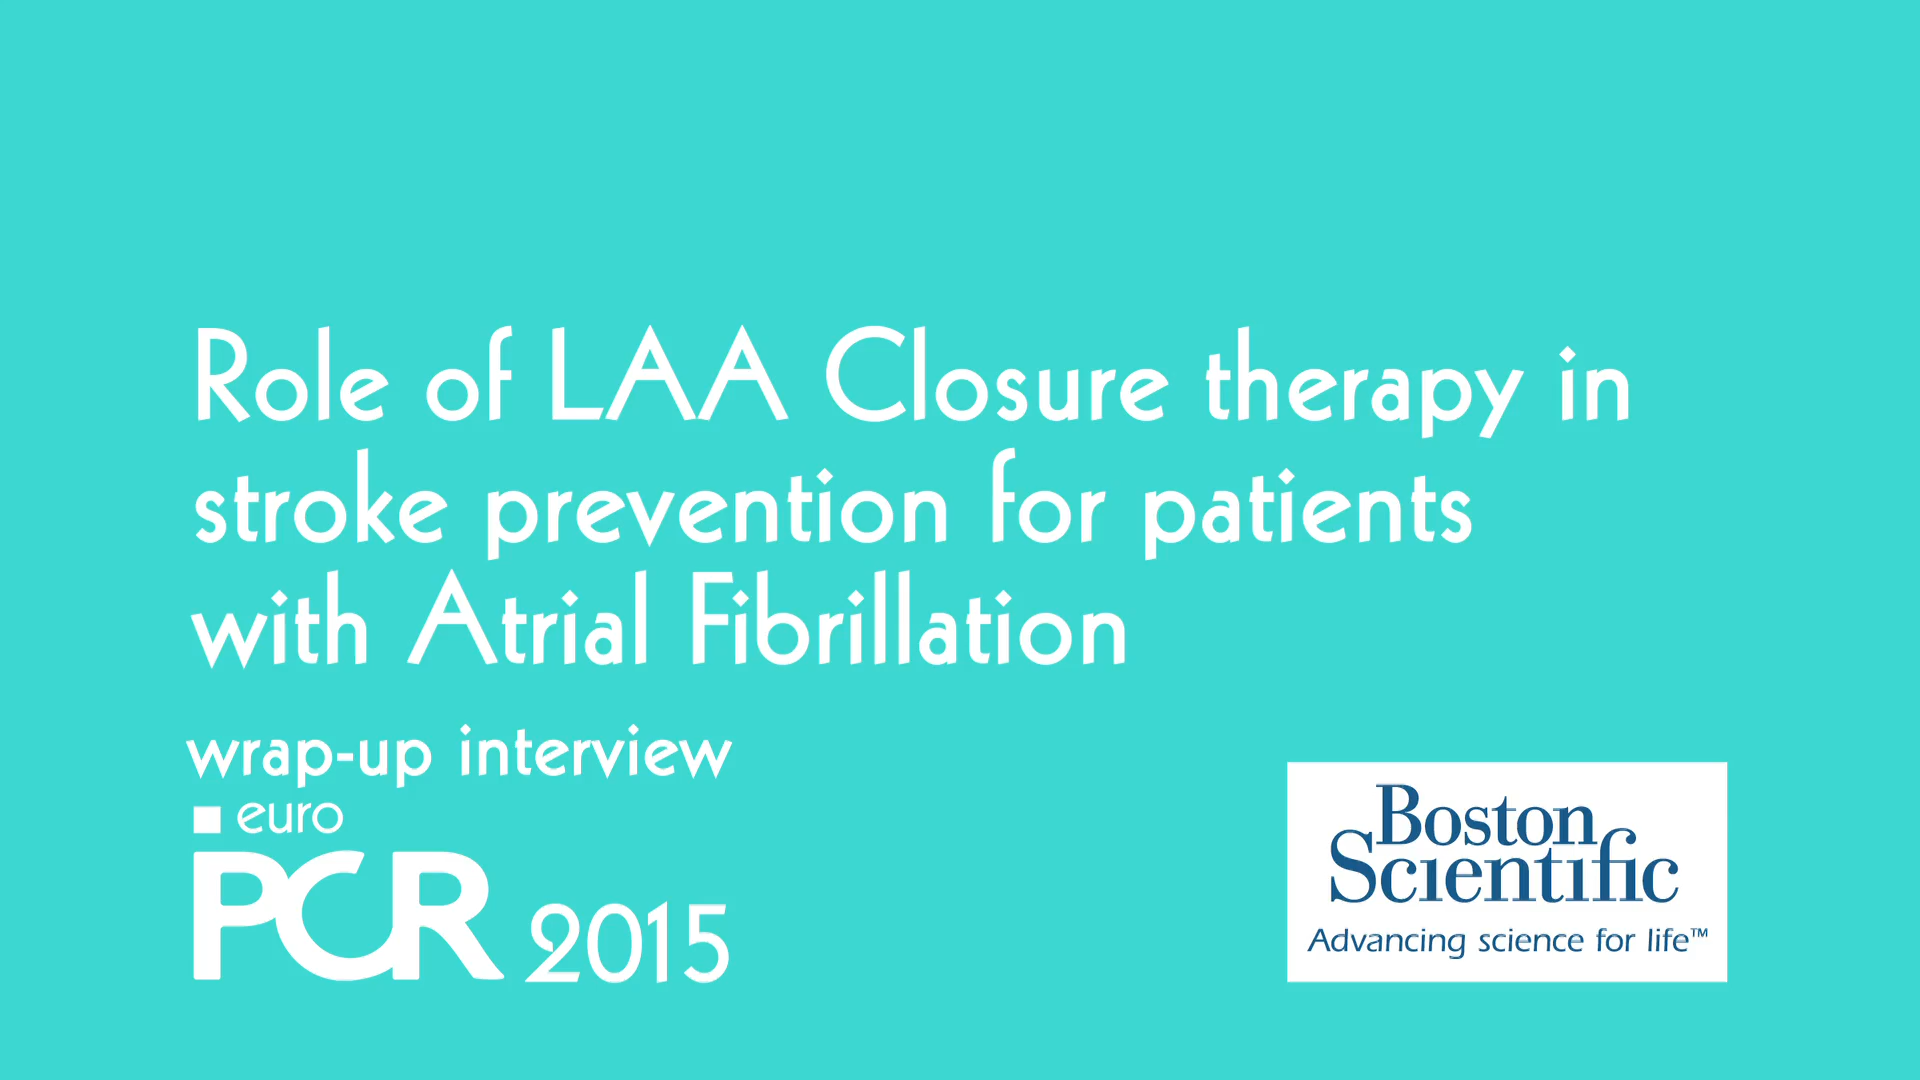 Role of LAA Closure therapy in
stroke prevention for patients
with Atrial Fibrillation
wrap-up interview
euro
PCR 2015
Boston
Scientific
Advancing science for life™